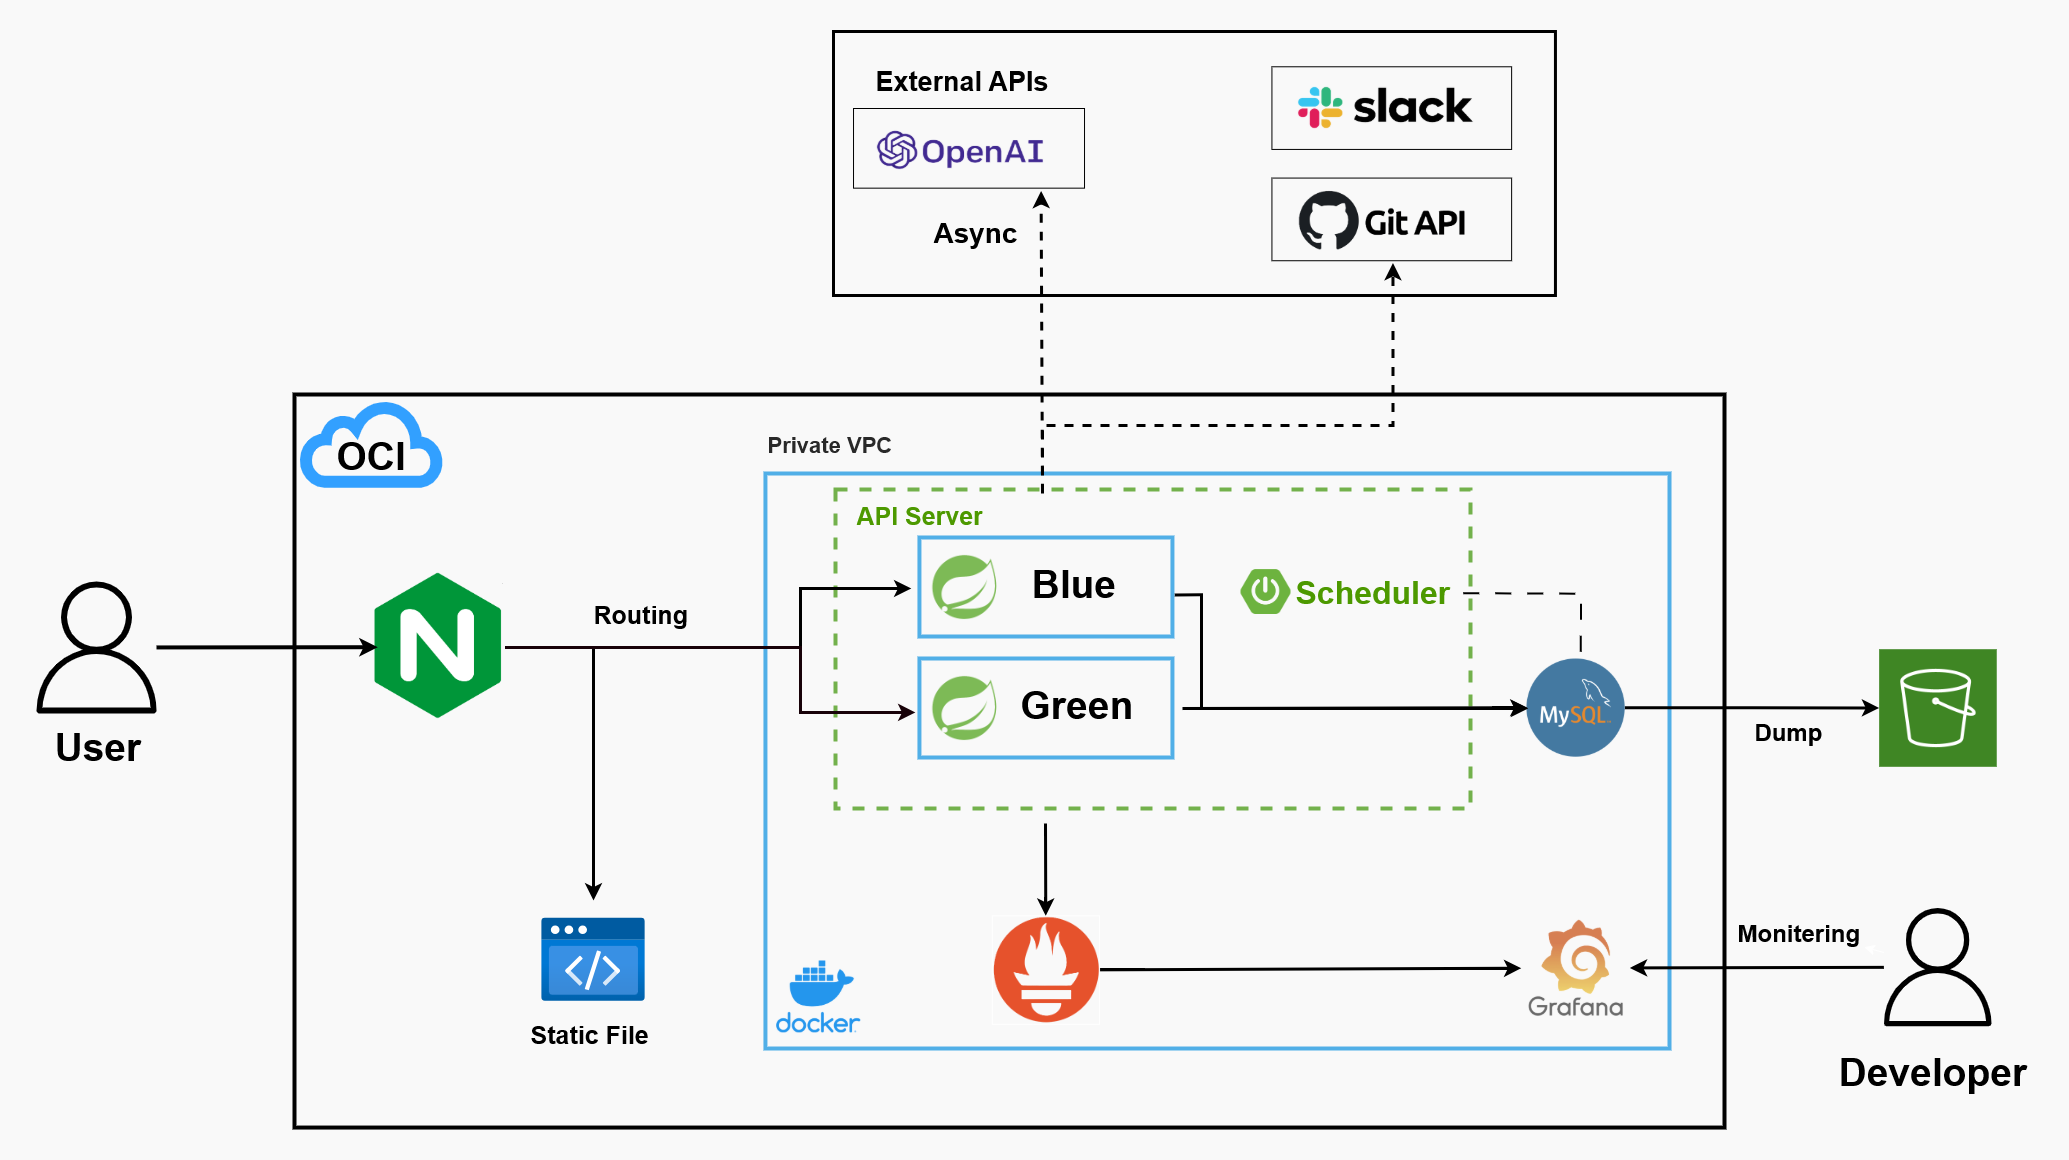 External APIs
OpenAI
slack
Git API
Async
OCI
Private VPC
API Server
Blue
Scheduler
Routing
Green
User
MySQL
Dump
Monitering
docker
Grafana
Static File
Developer